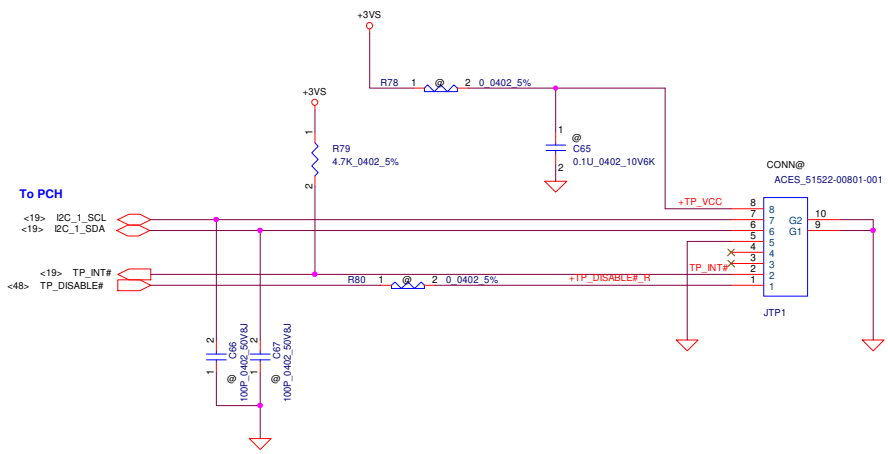 +3VS
R78 1 @ 2 0_0402_5%
+3VS
1
R79
4.7K_0402_5%
2
1
@
C65
0.1U_0402_10V6K
2
CONN@
ACES_51522-00801-001
To PCH
+TP_VCC 8 8
<19> I2C_1_SCL 7 7 G2 10
<19> I2C_1_SDA 6 6 G1 9
5 5
4 4
3 3
<19> TP_INT# TP_INT# 2 2
<48> TP_DISABLE# R80 1 @ 2 0_0402_5% +TP_DISABLE#_R 1 1
JTP1
2
1
C66
@
100P_0402_50V8J
2
1
C67
@
100P_0402_50V8J